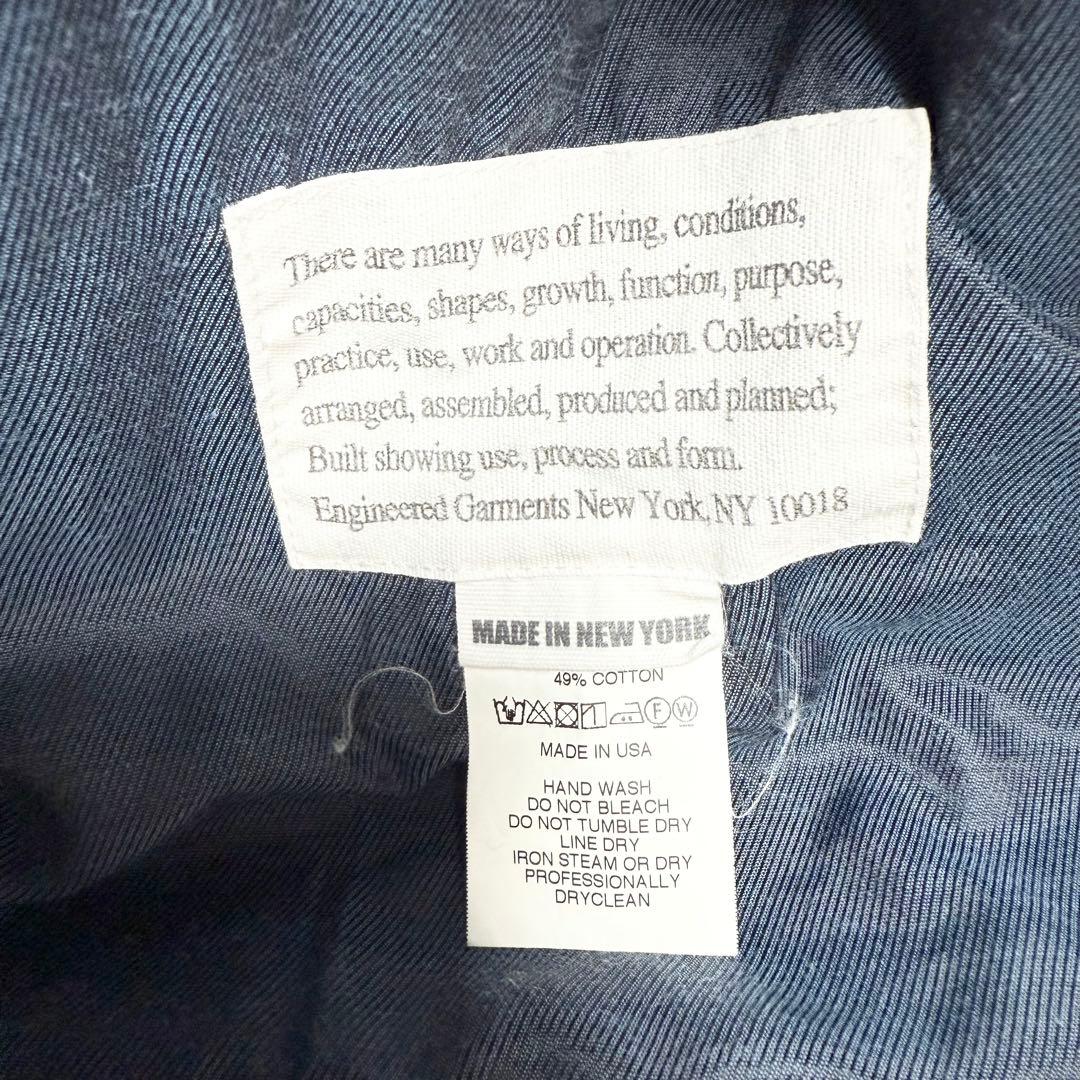 There are many ways of living, conditions,
capacities, shapes, growth, function, purpose,
practice, use, work and operation. Collectively
arranged, assembled, produced and planned;
Built showing use, process and form.
Engineered Garments New York, NY 10018
MADE IN NEW YORK
49% COTTON
F W
MADE IN USA
HAND WASH
DO NOT BLEACH
DO NOT TUMBLE DRY
LINE DRY
IRON STEAM OR DRY
PROFESSIONALLY
DRYCLEAN